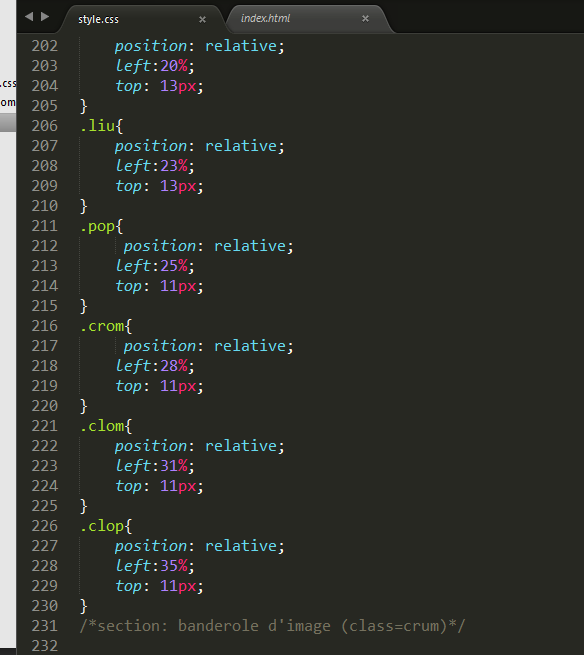 style.css × index.html ×
.css
om
202 position: relative;
203 left:20%;
204 top: 13px;
205 }
206 .liu{
207 position: relative;
208 left:23%;
209 top: 13px;
210 }
211 .pop{
212 position: relative;
213 left:25%;
214 top: 11px;
215 }
216 .crom{
217 position: relative;
218 left:28%;
219 top: 11px;
220 }
221 .clom{
222 position: relative;
223 left:31%;
224 top: 11px;
225 }
226 .clop{
227 position: relative;
228 left:35%;
229 top: 11px;
230 }
231 /*section: banderole d'image (class=crum)*/
232